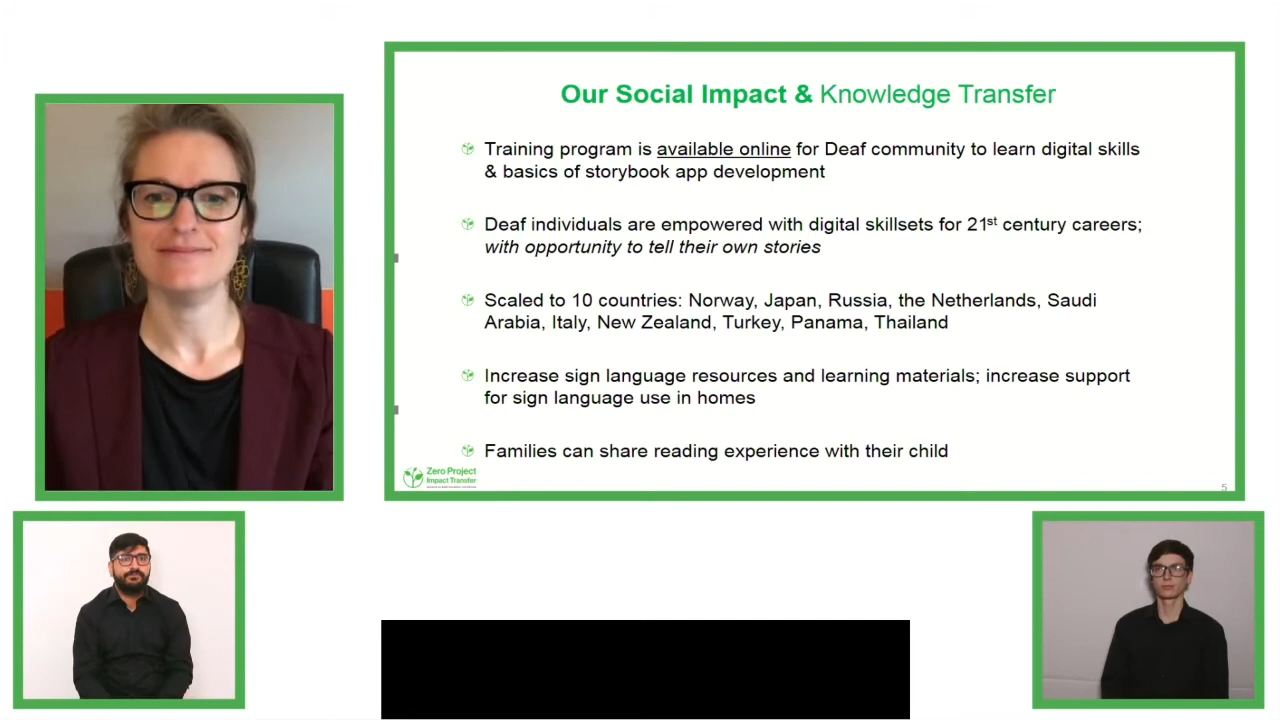 Our Social Impact & Knowledge Transfer
Training program is available online for Deaf community to learn digital skills
& basics of storybook app development
Deaf individuals are empowered with digital skillsets for 21st century careers;
with opportunity to tell their own stories
Scaled to 10 countries: Norway, Japan, Russia, the Netherlands, Saudi
Arabia, Italy, New Zealand, Turkey, Panama, Thailand
Increase sign language resources and learning materials; increase support
for sign language use in homes
Families can share reading experience with their child
Zero Project
Impact Transfer
5